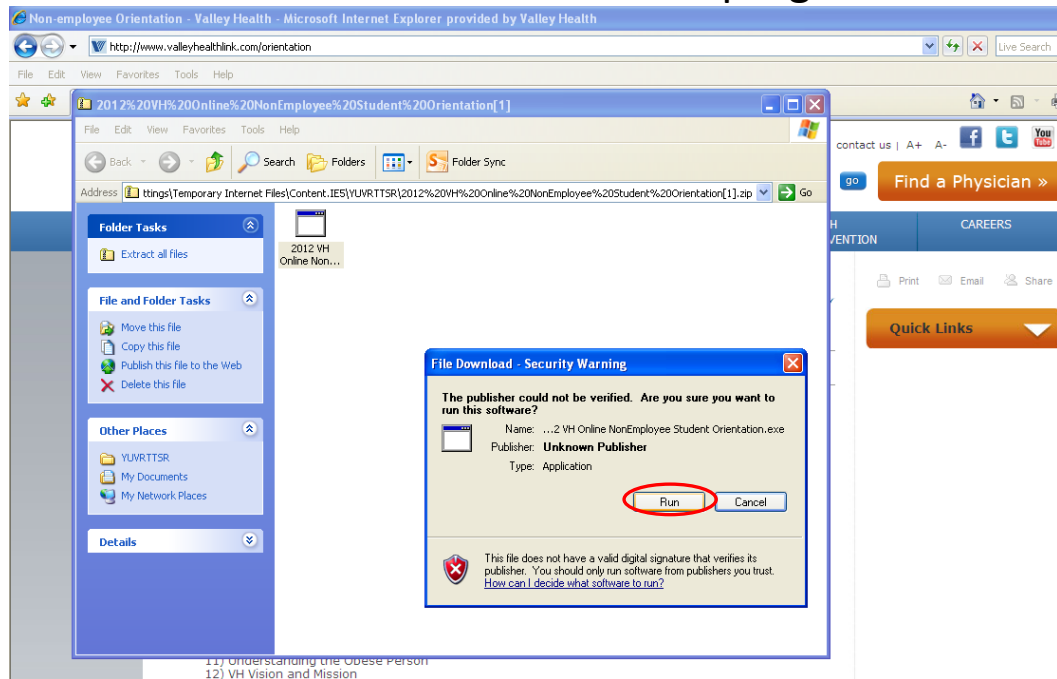 Non-employee Orientation - Valley Health - Microsoft Internet Explorer provided by Valley Health
http://www.valleyhealthlink.com/orientation
Live Search
File Edit View Favorites Tools Help
2012%20VH%20Online%20NonEmployee%20Student%20Orientation[1]
File Edit View Favorites Tools Help
Back Search Folders Folder Sync
Address ttings\Temporary Internet Files\Content.IE5\YUVRTTSR\2012%20VH%20Online%20NonEmployee%20Student%20Orientation[1].zip Go
contact us | A+ A- You Tube
go Find a Physician »
H
VENTION
CAREERS
Print Email Share
Quick Links
Folder Tasks
Extract all files
2012 VH
Online Non...
File and Folder Tasks
Move this file
Copy this file
Publish this file to the Web
Delete this file
Other Places
YUVRTTSR
My Documents
My Network Places
Details
File Download - Security Warning
The publisher could not be verified. Are you sure you want to
run this software?
Name: ...2 VH Online NonEmployee Student Orientation.exe
Publisher: Unknown Publisher
Type: Application
Run Cancel
This file does not have a valid digital signature that verifies its
publisher. You should only run software from publishers you trust.
How can I decide what software to run?
11) Understanding the Obese Person
12) VH Vision and Mission